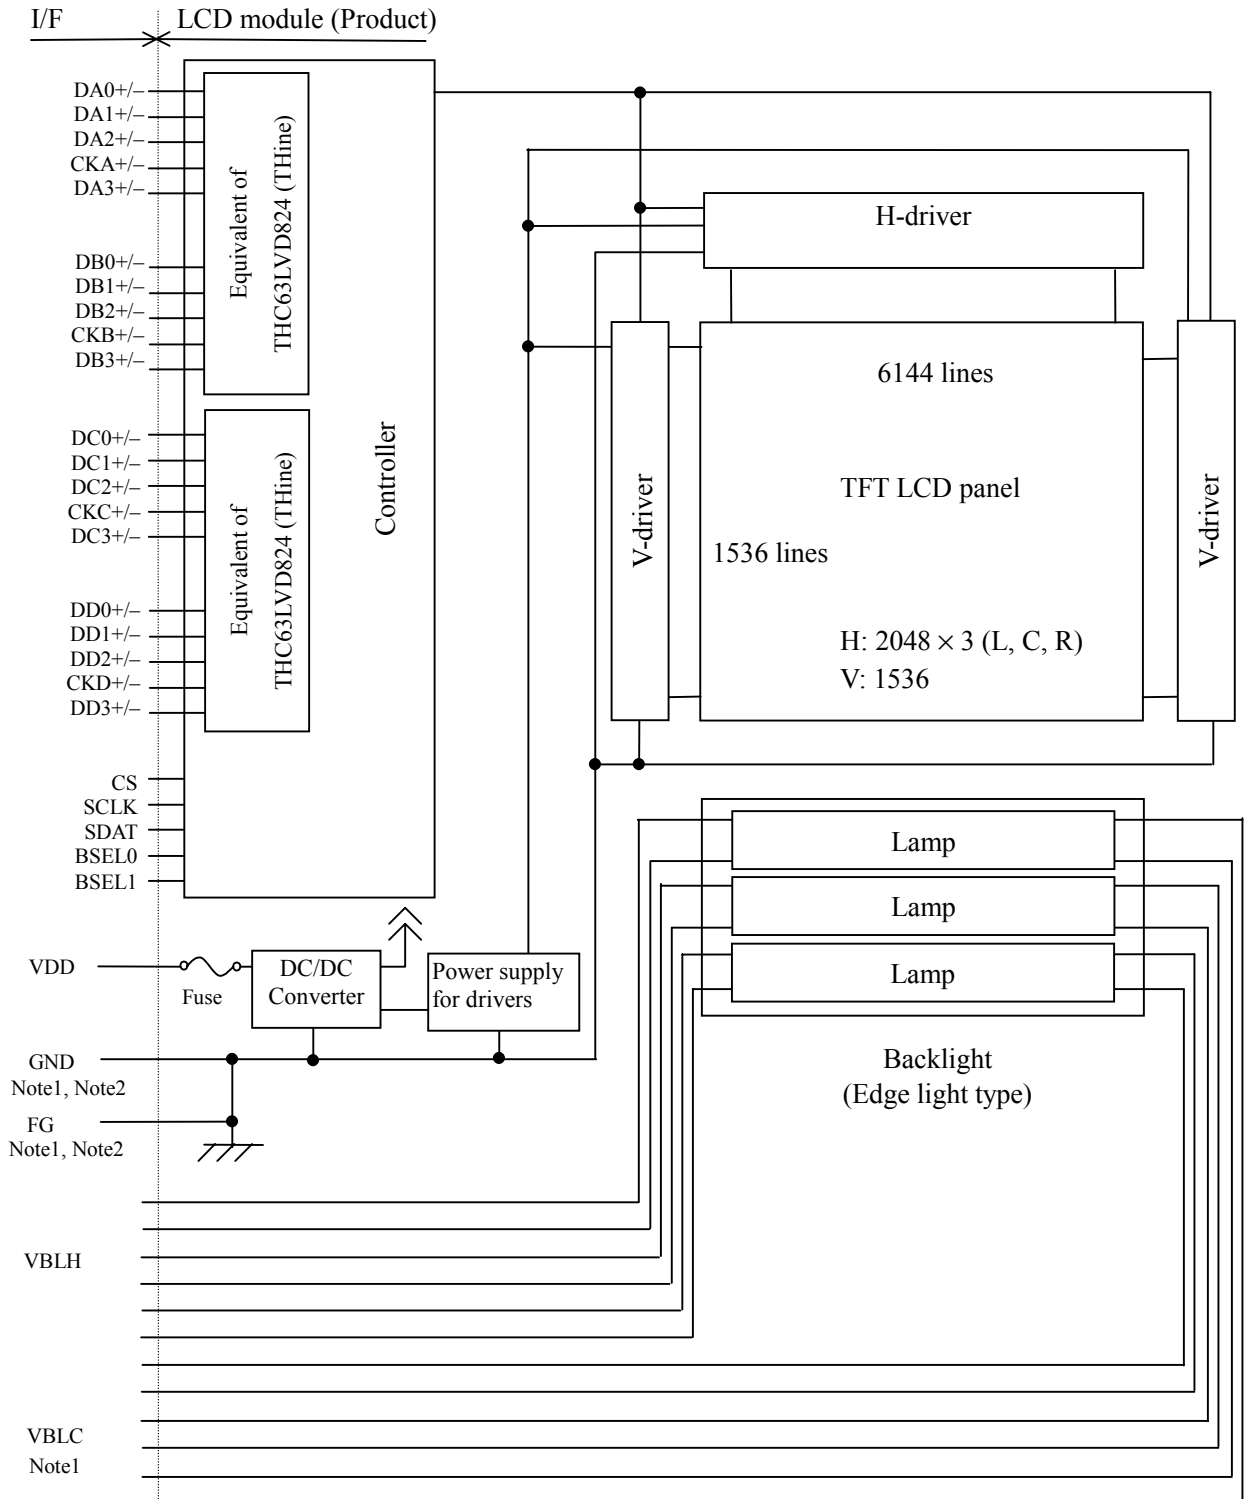 I/F
LCD module (Product)
DA0+/–
DA1+/–
DA2+/–
CKA+/–
DA3+/–
DB0+/–
DB1+/–
DB2+/–
CKB+/–
DB3+/–
Equivalent of
THC63LVD824 (THine)
DC0+/–
DC1+/–
DC2+/–
CKC+/–
DC3+/–
DD0+/–
DD1+/–
DD2+/–
CKD+/–
DD3+/–
Equivalent of
THC63LVD824 (THine)
Controller
CS
SCLK
SDAT
BSEL0
BSEL1
H-driver
V-driver
6144 lines
TFT LCD panel
1536 lines
H: 2048 × 3 (L, C, R)
V: 1536
V-driver
Lamp
Lamp
Lamp
Backlight
(Edge light type)
VDD
Fuse
DC/DC
Converter
Power supply
for drivers
GND
Note1, Note2
FG
Note1, Note2
VBLH
VBLC
Note1